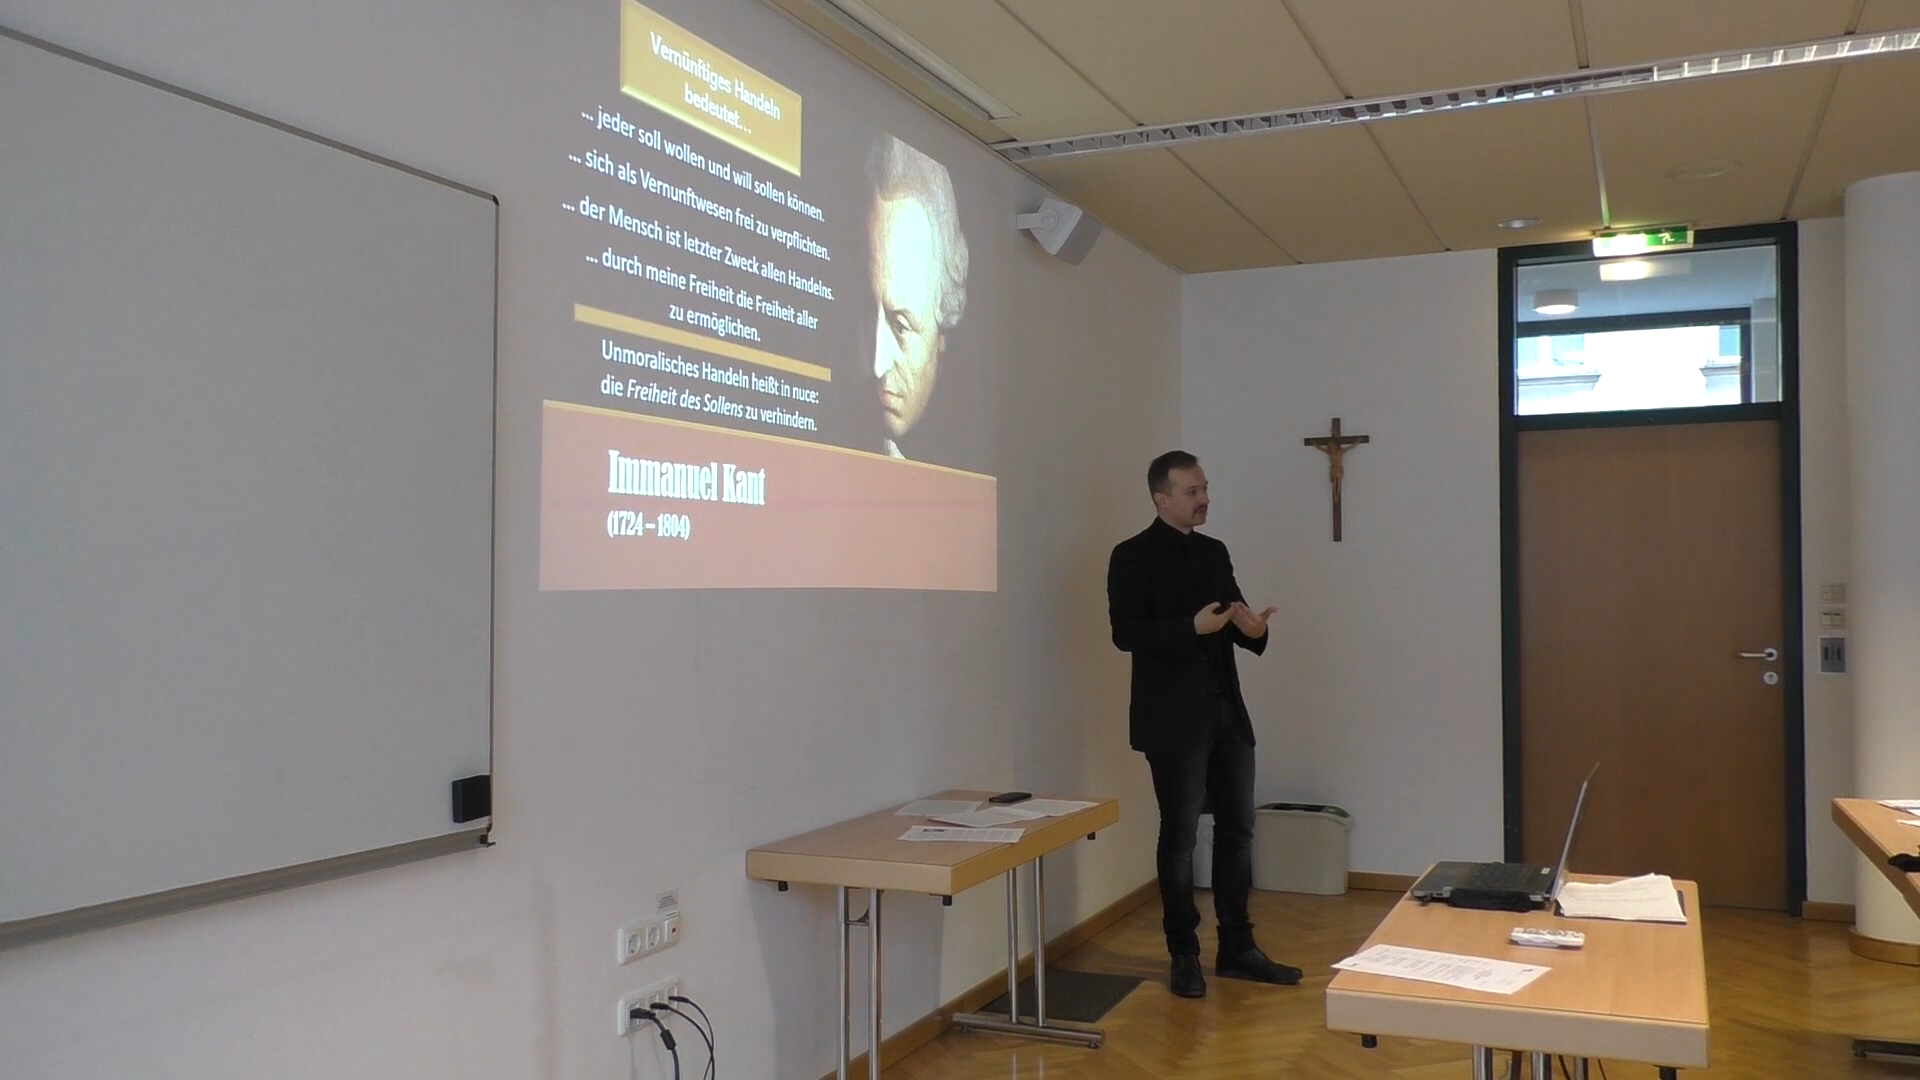 Vernünftiges Handeln
bedeutet...
... jeder soll wollen und will sollen können.
... sich als Vernunftwesen frei zu verpflichten.
... der Mensch ist letzter Zweck allen Handelns.
... durch meine Freiheit die Freiheit aller
zu ermöglichen.
Unmoralisches Handeln heißt in nuce:
die Freiheit des Sollens zu verhindern.
Immanuel Kant
(1724 – 1804)